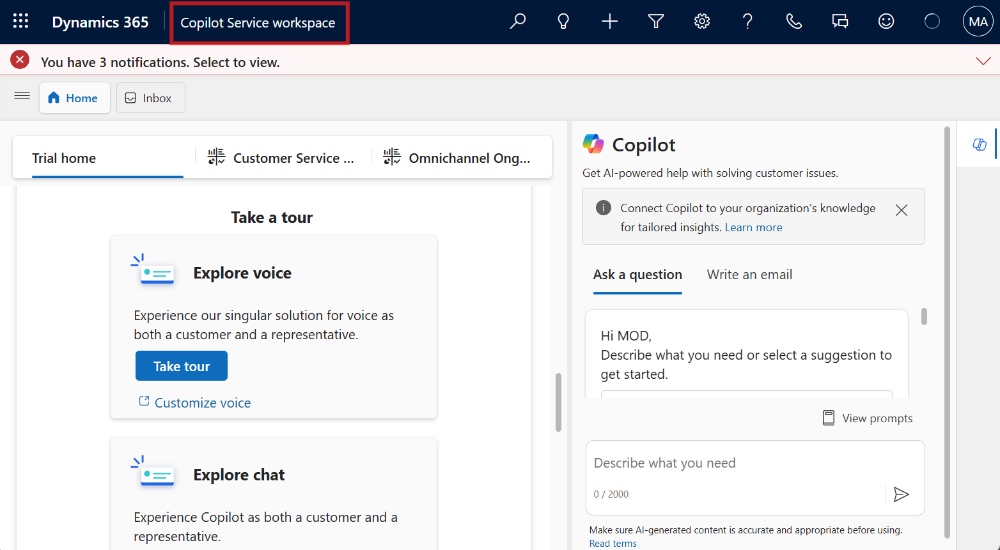 Dynamics 365
Copilot Service workspace
MA
You have 3 notifications. Select to view.
Home
Inbox
Trial home
Customer Service ...
Omnichannel Ong...
Take a tour
Explore voice
Experience our singular solution for voice as
both a customer and a representative.
Take tour
Customize voice
Explore chat
Experience Copilot as both a customer and a
representative.
Copilot
Get AI-powered help with solving customer issues.
Connect Copilot to your organization's knowledge
for tailored insights. Learn more
Ask a question
Write an email
Hi MOD,
Describe what you need or select a suggestion to
get started.
View prompts
Describe what you need
0 / 2000
Make sure AI-generated content is accurate and appropriate before using.
Read terms